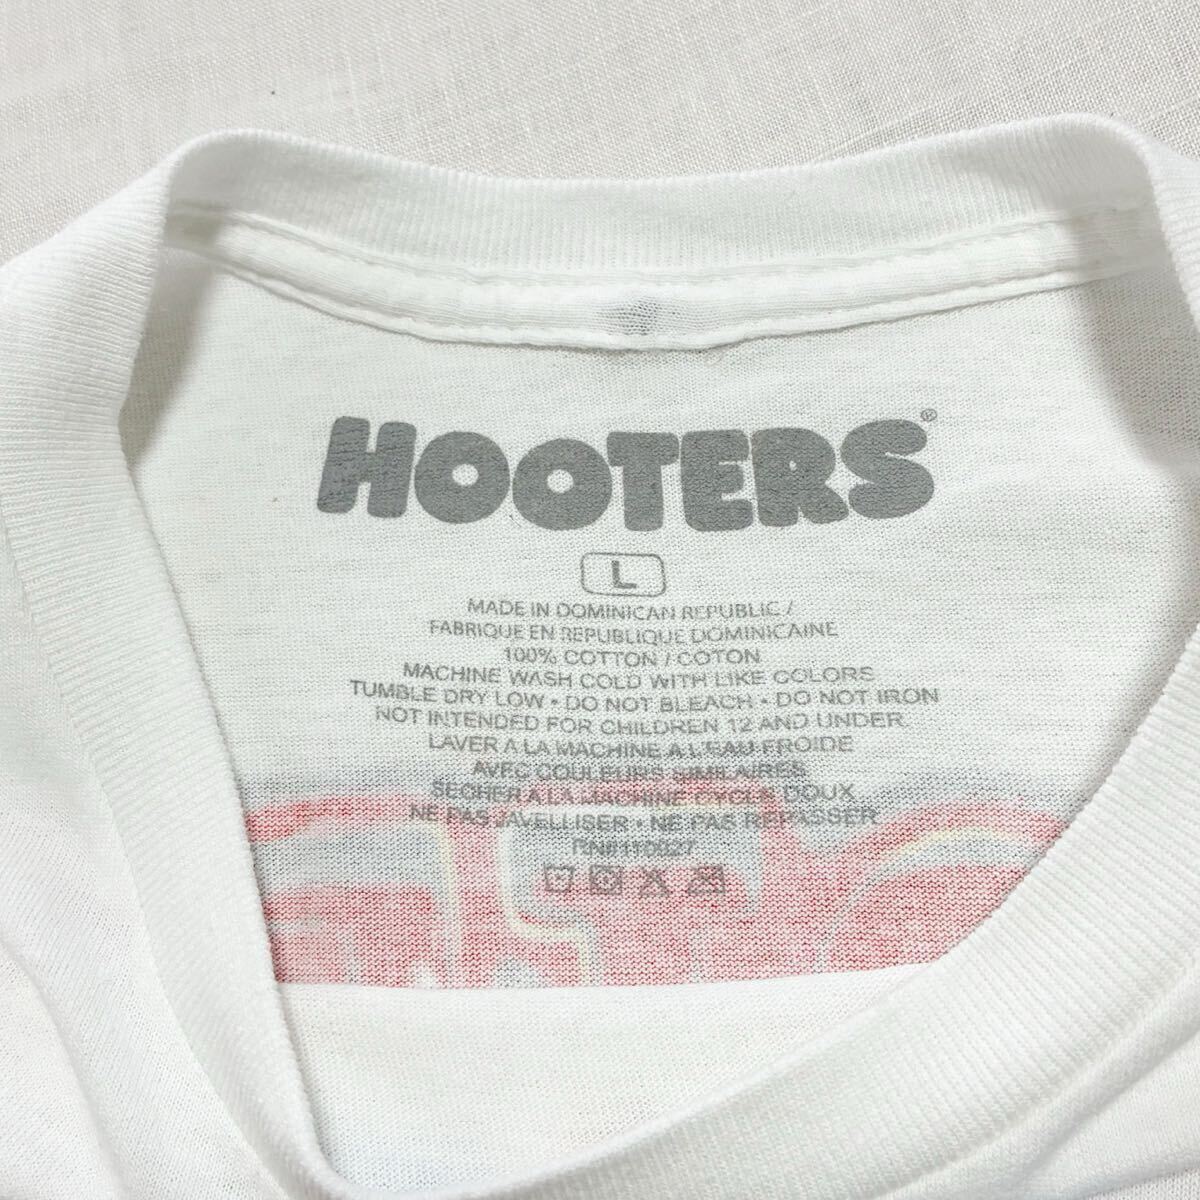 HOOTERS®
L
MADE IN DOMINICAN REPUBLIC /
FABRIQUE EN REPUBLIQUE DOMINICAINE
100% COTTON / COTON
MACHINE WASH COLD WITH LIKE COLORS
TUMBLE DRY LOW • DO NOT BLEACH • DO NOT IRON
NOT INTENDED FOR CHILDREN 12 AND UNDER.
LAVER A LA MACHINE A L'EAU FROIDE
AVEC COULEURS SIMILAIRES
SECHER A LA MACHINE CYCLE DOUX
NE PAS JAVELLISER • NE PAS REPASSER
RN#110027